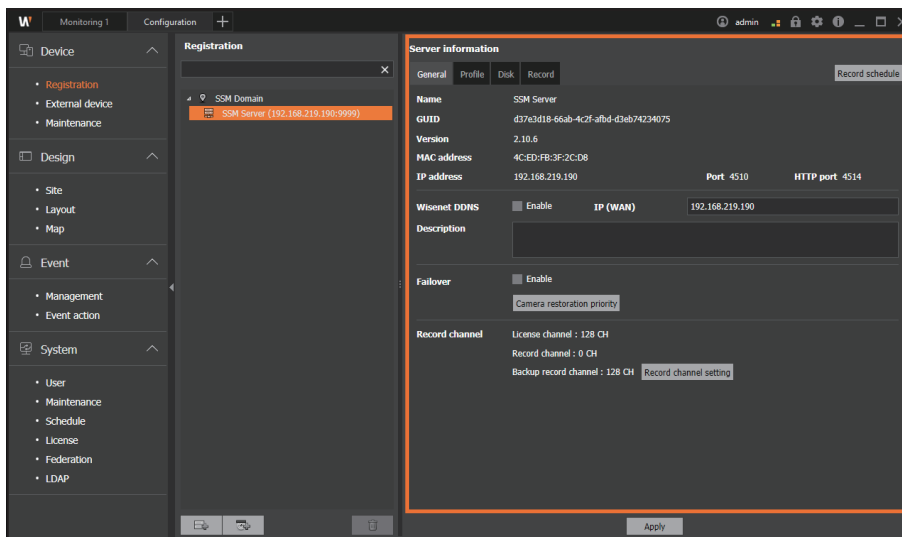 W Monitoring 1 Configuration + admin
Device
• Registration
• External device
• Maintenance
Design
• Site
• Layout
• Map
Event
• Management
• Event action
System
• User
• Maintenance
• Schedule
• License
• Federation
• LDAP
Registration
SSM Domain
SSM Server (192.168.219.190:9999)
Server information
General Profile Disk Record Record schedule
Name SSM Server
GUID d37e3d18-66ab-4c2f-afbd-d3eb74234075
Version 2.10.6
MAC address 4C:ED:FB:3F:2C:D8
IP address 192.168.219.190 Port 4510 HTTP port 4514
Wisenet DDNS Enable IP (WAN) 192.168.219.190
Description
Failover Enable
Camera restoration priority
Record channel License channel : 128 CH
Record channel : 0 CH
Backup record channel : 128 CH Record channel setting
Apply